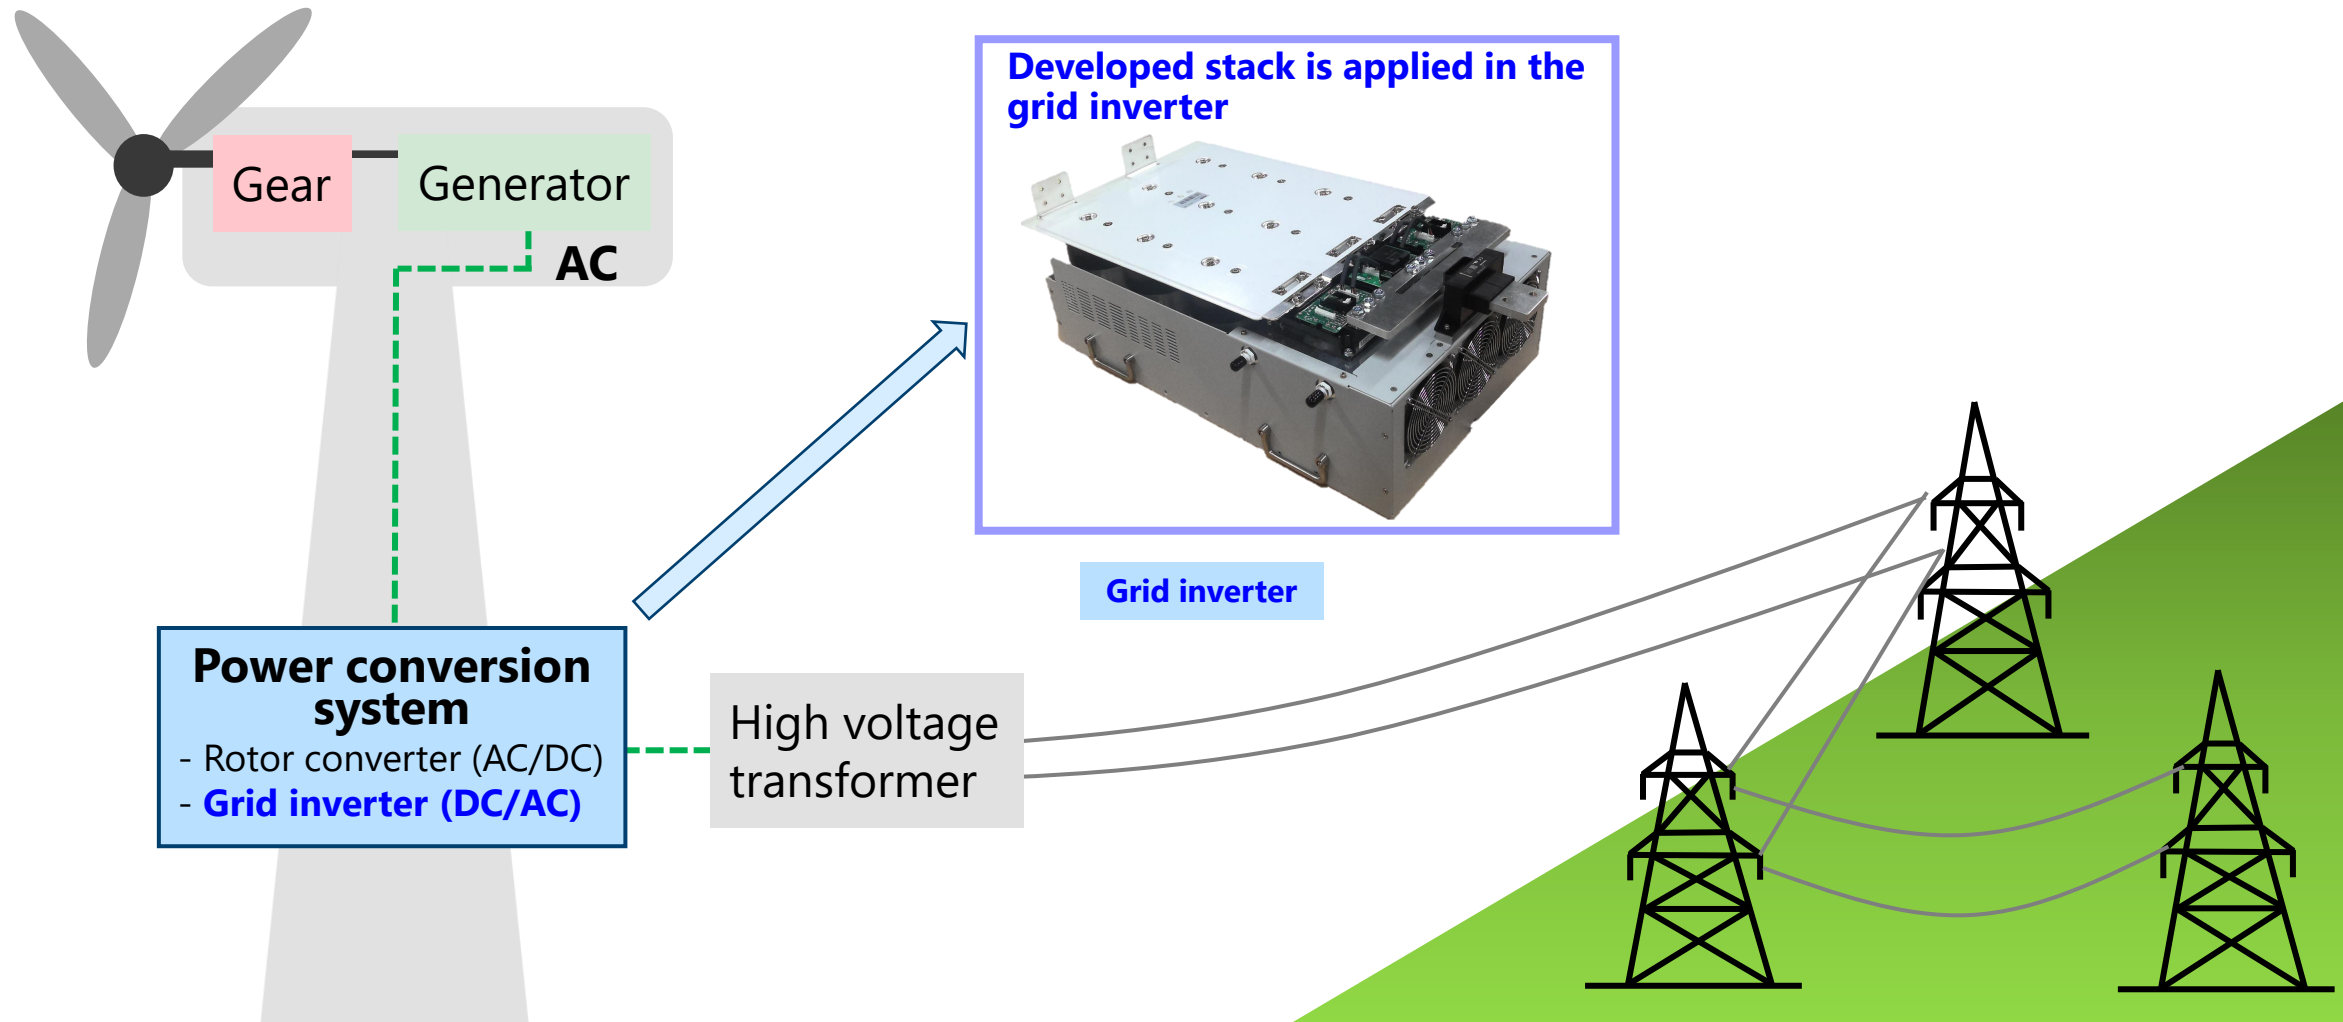 Developed stack is applied in the
grid inverter
Gear
Generator
AC
Grid inverter
Power conversion
system
- Rotor converter (AC/DC)
- Grid inverter (DC/AC)
High voltage
transformer